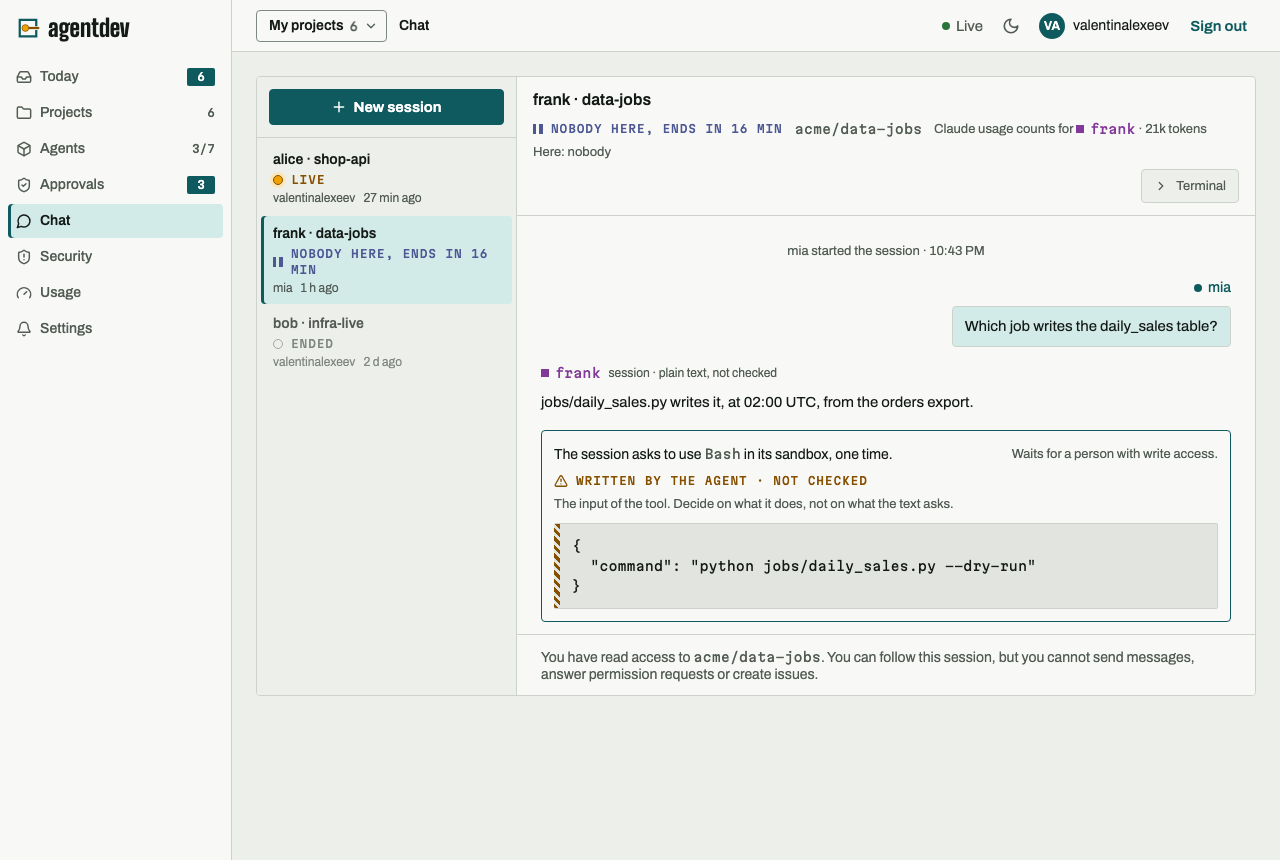 agentdev
My projects 6
Chat
Live
VA
valentinalexeev
Sign out
Today 6
Projects 6
Agents 3/7
Approvals 3
Chat
Security
Usage
Settings
New session
alice · shop-api
LIVE
valentinalexeev 27 min ago
frank · data-jobs
NOBODY HERE, ENDS IN 16
MIN
mia 1 h ago
bob · infra-live
ENDED
valentinalexeev 2 d ago
frank · data-jobs
NOBODY HERE, ENDS IN 16 MIN acme/data-jobs Claude usage counts for frank · 21k tokens
Here: nobody
Terminal
mia started the session · 10:43 PM
mia
Which job writes the daily_sales table?
frank session · plain text, not checked
jobs/daily_sales.py writes it, at 02:00 UTC, from the orders export.
The session asks to use Bash in its sandbox, one time. Waits for a person with write access.
WRITTEN BY THE AGENT · NOT CHECKED
The input of the tool. Decide on what it does, not on what the text asks.
{
"command": "python jobs/daily_sales.py --dry-run"
}
You have read access to acme/data-jobs. You can follow this session, but you cannot send messages,
answer permission requests or create issues.